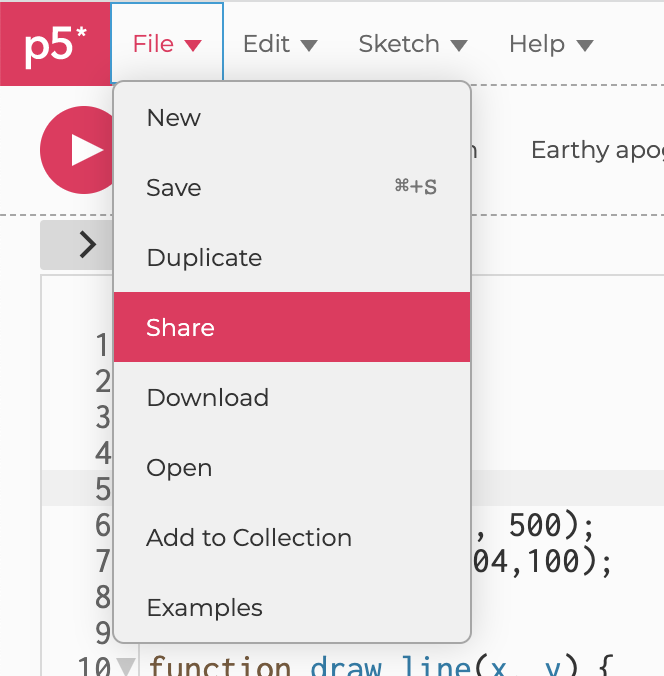 p5*
File Edit Sketch Help
New
Save ⌘+S
Duplicate
Share
Download
Open
Add to Collection
Examples
Earthy
1
2
3
4
5
6 , 500);
7 04,100);
8
9
10 function draw_line(x, y) {